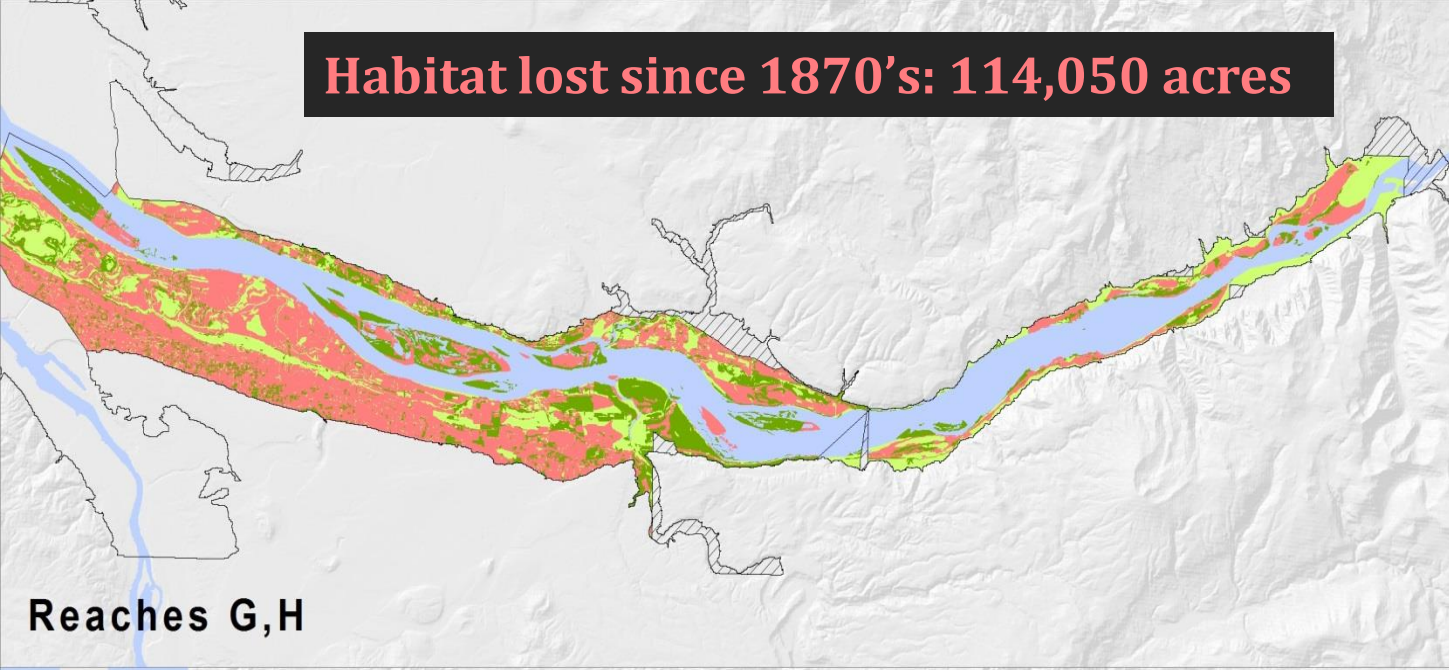 Habitat lost since 1870’s: 114,050 acres
Reaches G,H